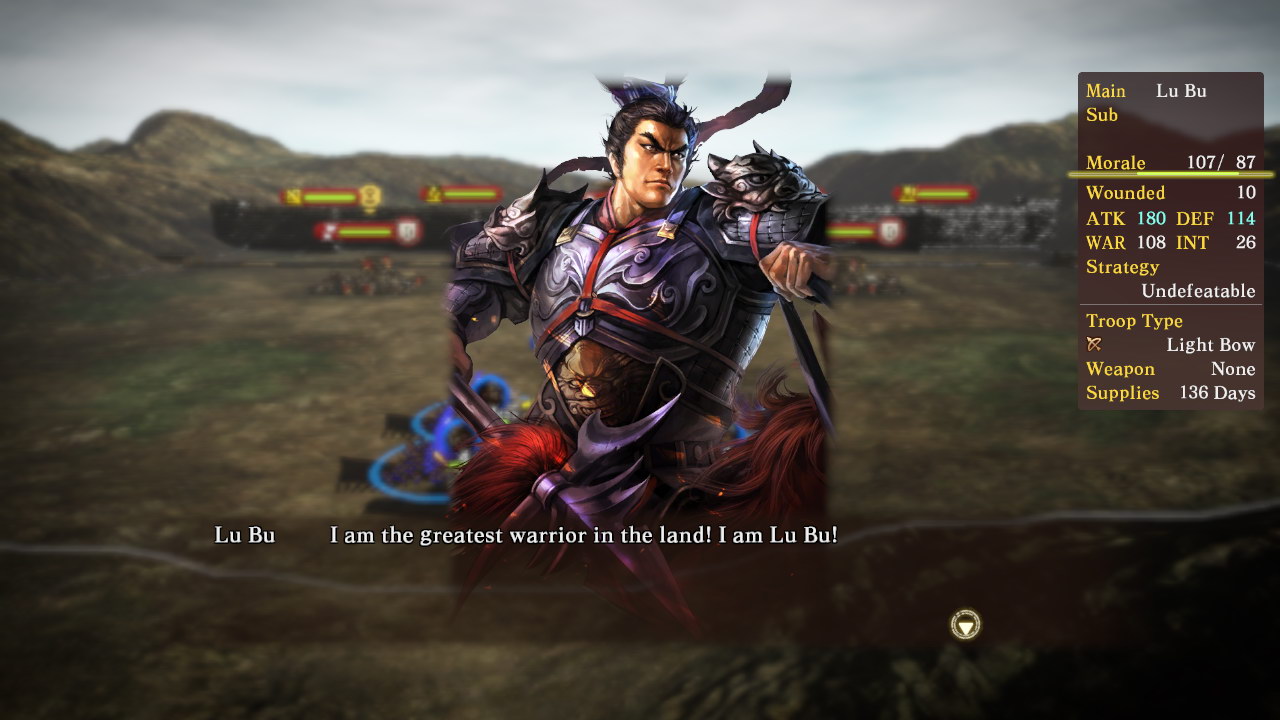 Main Lu Bu
Sub
Morale 107/ 87
Wounded 10
ATK 180 DEF 114
WAR 108 INT 26
Strategy
Undefeatable
Troop Type
Light Bow
Weapon None
Supplies 136 Days
Lu Bu I am the greatest warrior in the land! I am Lu Bu!